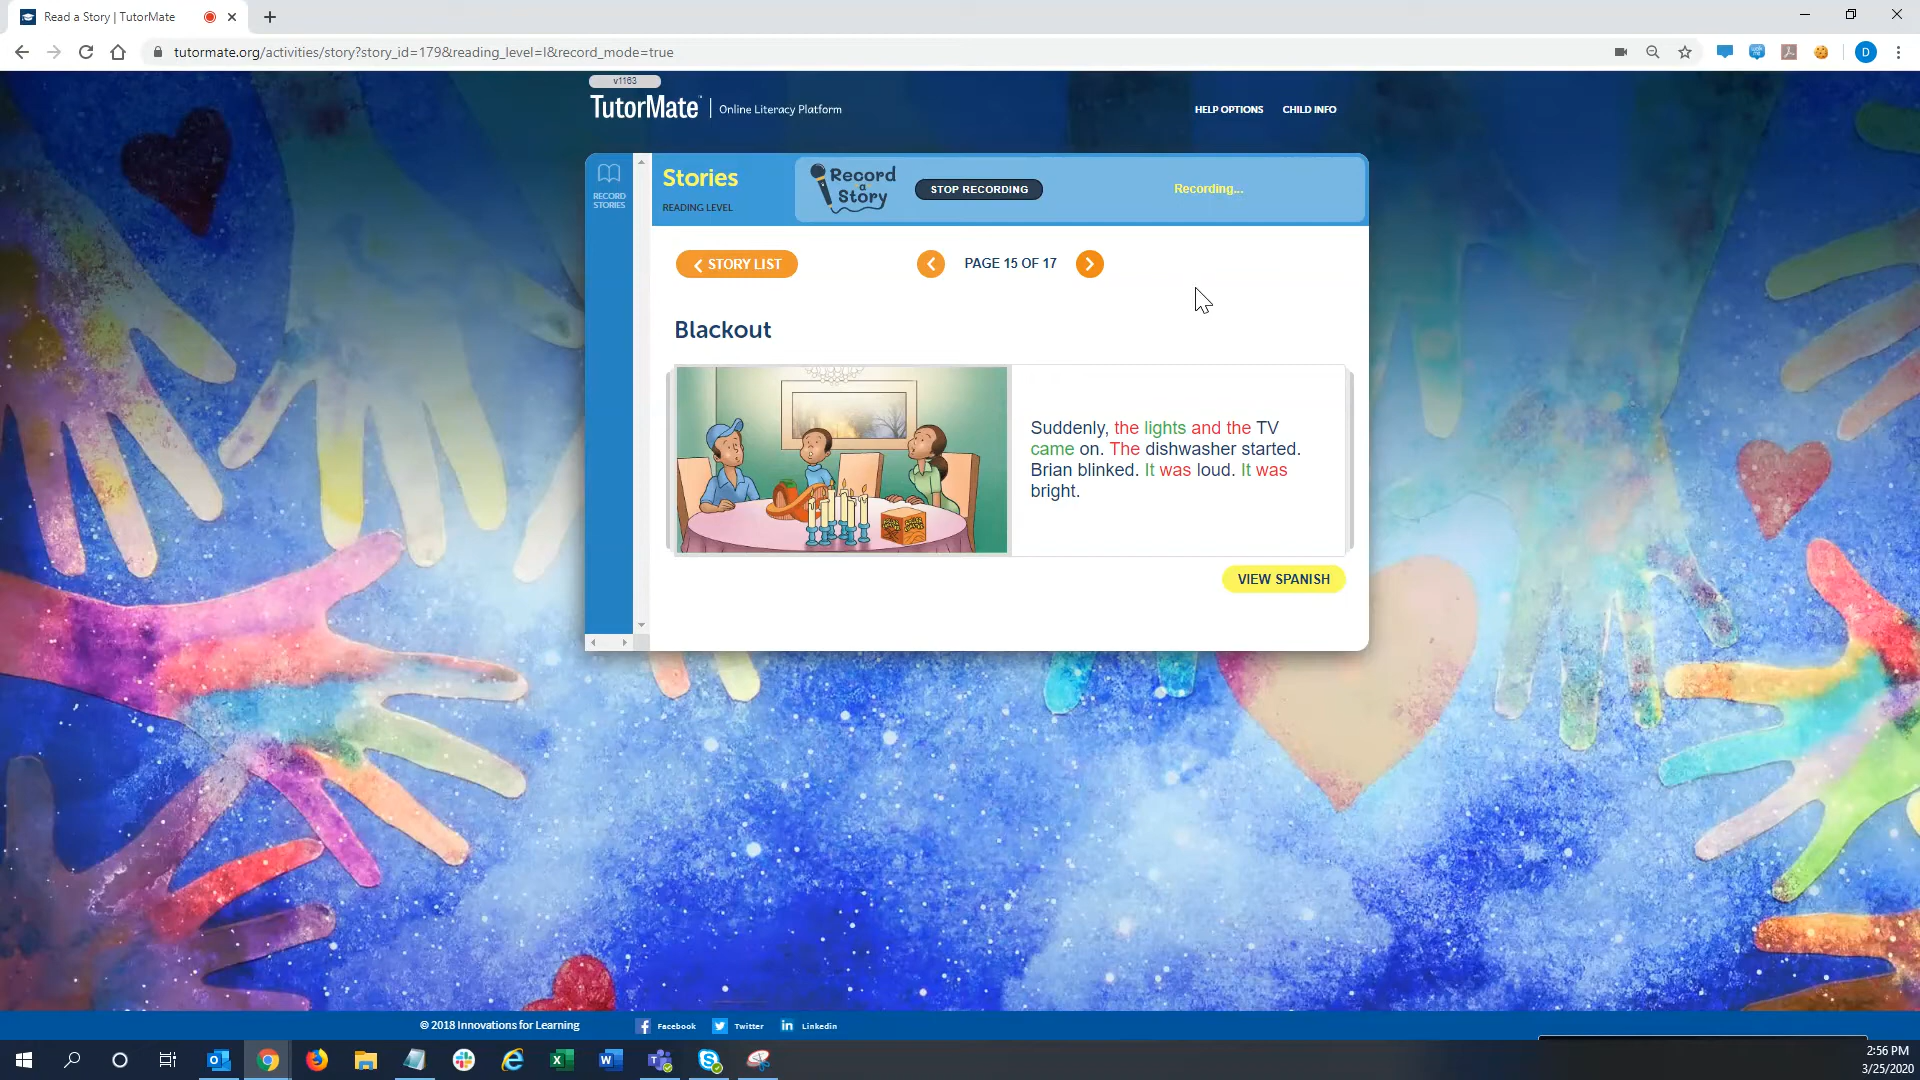 Read a Story | TutorMate
tutormate.org/activities/story?story_id=179&reading_level=I&record_mode=true
D
v1163
TutorMate | Online Literacy Platform
HELP OPTIONS CHILD INFO
RECORD
STORIES
Stories
READING LEVEL
Record
a
Story
STOP RECORDING
Recording...
STORY LIST
PAGE 15 OF 17
Blackout
Suddenly, the lights and the TV
came on. The dishwasher started.
Brian blinked. It was loud. It was
bright.
VIEW SPANISH
© 2018 Innovations for Learning
Facebook Twitter Linkedin
2:56 PM
3/25/2020